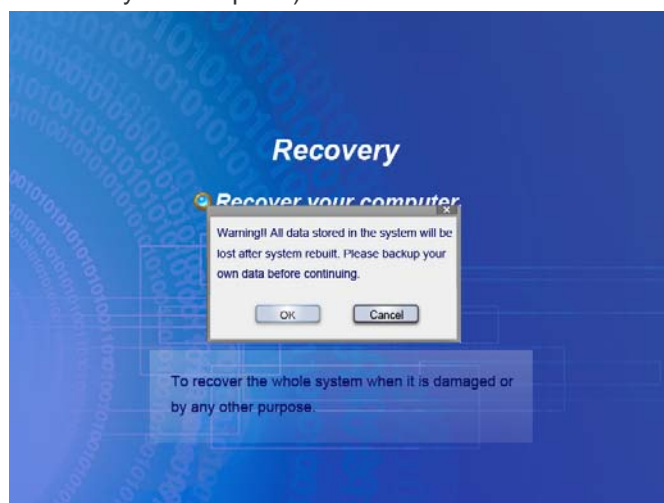 Recovery
Recover your computer
Warning!! All data stored in the system will be
lost after system rebuilt. Please backup your
own data before continuing.
OK Cancel
To recover the whole system when it is damaged or
by any other purpose.